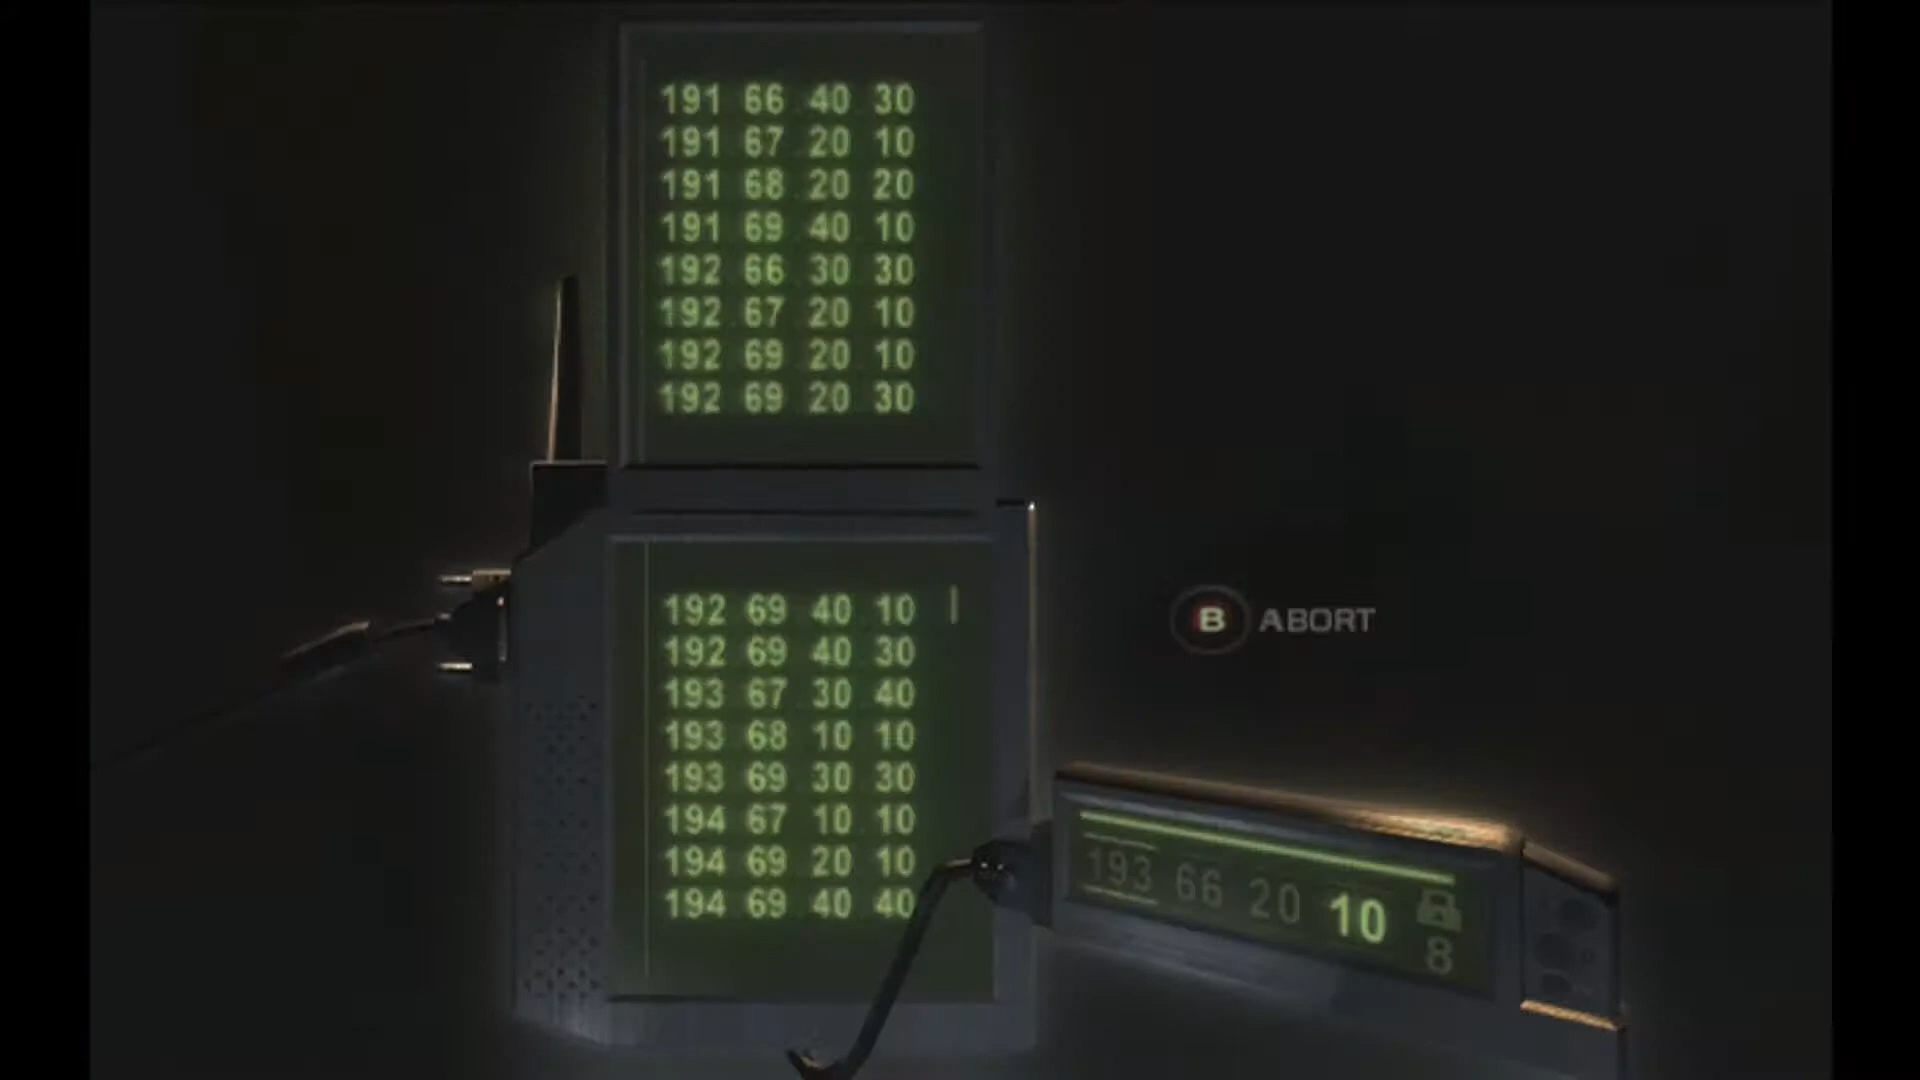 191 66 40 30
191 67 20 10
191 68 20 20
191 69 40 10
192 66 30 30
192 67 20 10
192 69 20 10
192 69 20 30
192 69 40 10
192 69 40 30
193 67 30 40
193 68 10 10
193 69 30 30
194 67 10 10
194 69 20 10
194 69 40 40
B ABORT
193 66 20 10
8